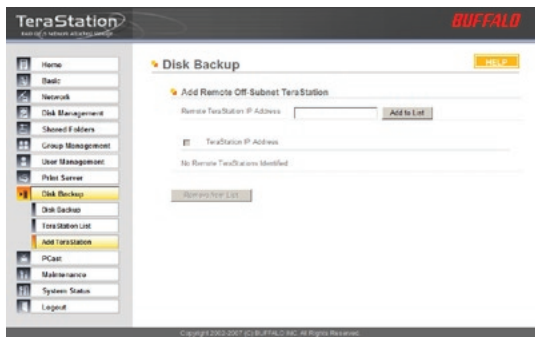 TeraStation
BUFFALO
Home
Basic
Network
Disk Management
Shared Folders
Group Management
User Management
Print Server
Disk Backup
Disk Backup
TeraStation List
Add TeraStation
PCast
Maintenance
System Status
Logout
Disk Backup
HELP
Add Remote Off-Subnet TeraStation
Remote TeraStation IP Address
Add to List
TeraStation IP Address
No Remote TeraStations Identified
Remove from List
Copyright 2002-2007 (C) BUFFALO INC. All Rights Reserved.